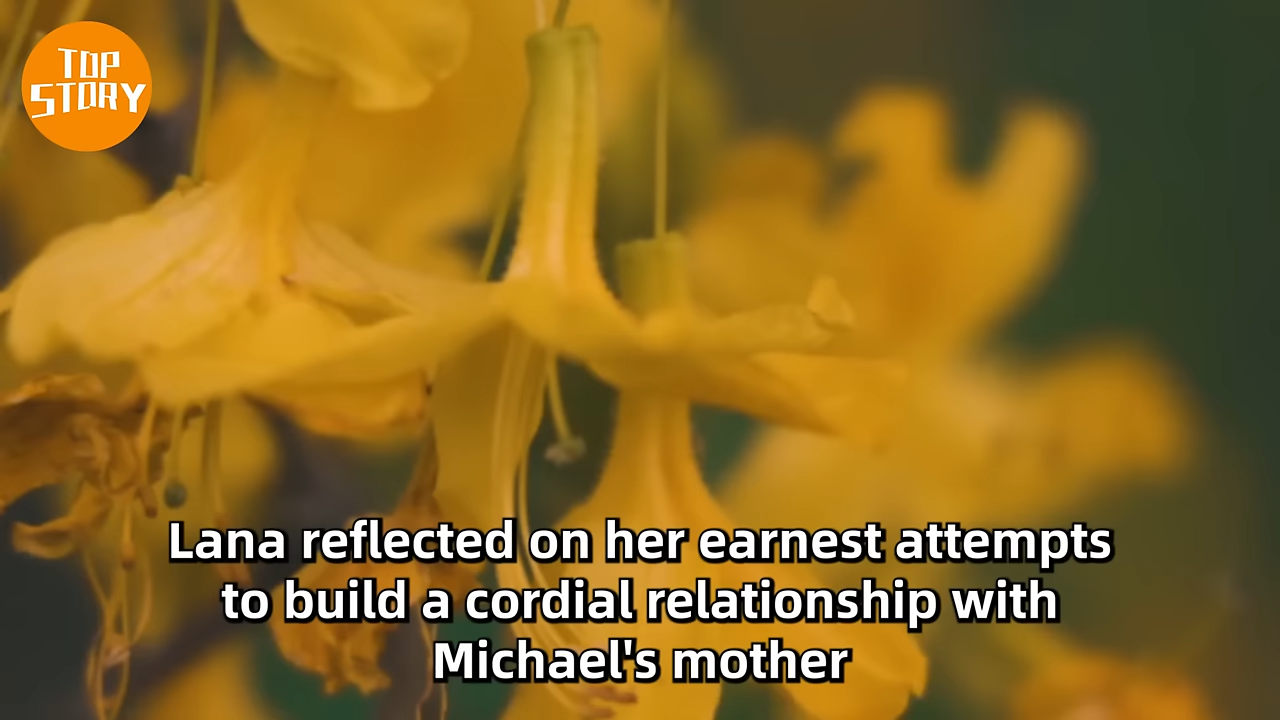 TOP
STORY
Lana reflected on her earnest attempts
to build a cordial relationship with
Michael's mother